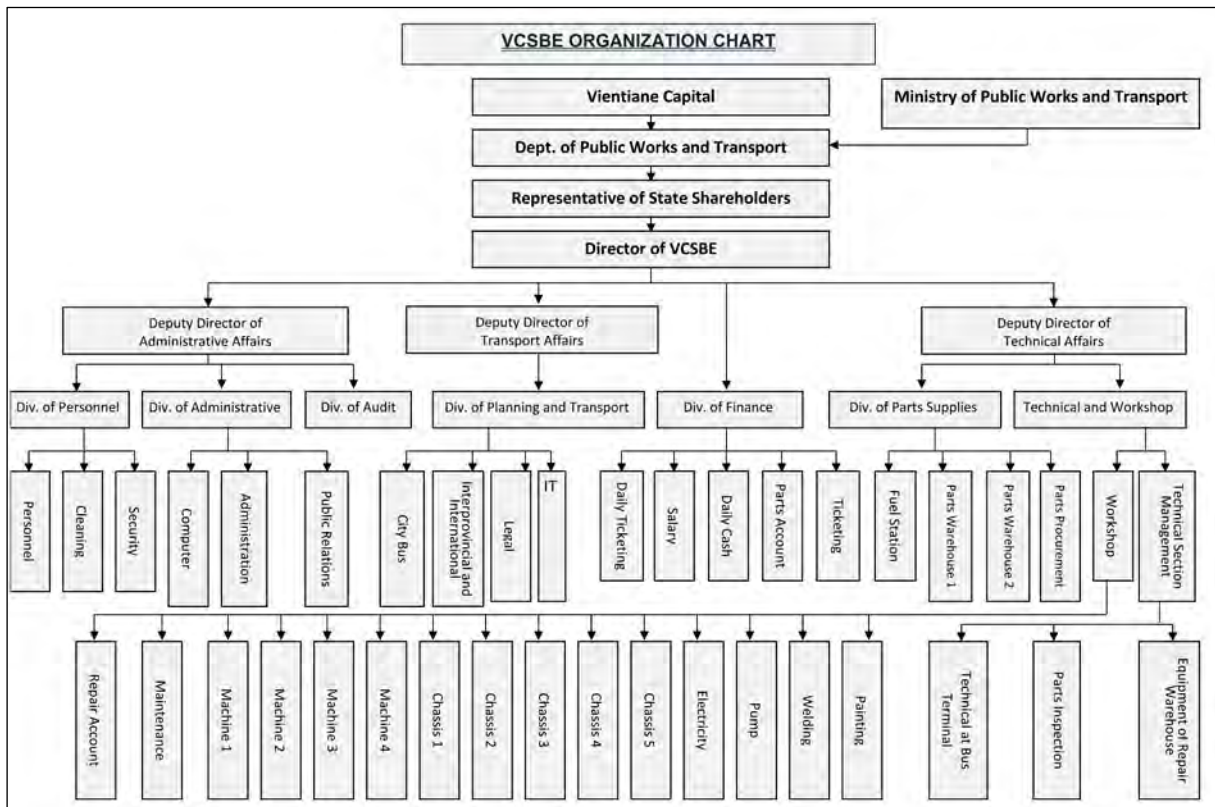 VCSBE ORGANIZATION CHART
Vientiane Capital
Ministry of Public Works and Transport
Dept. of Public Works and Transport
Representative of State Shareholders
Director of VCSBE
Deputy Director of
Administrative Affairs
Deputy Director of
Transport Affairs
Deputy Director of
Technical Affairs
Div. of Personnel
Div. of Administrative
Div. of Audit
Div. of Planning and Transport
Div. of Finance
Div. of Parts Supplies
Technical and Workshop
Personnel
Cleaning
Security
Computer
Administration
Public Relations
City Bus
Interprovincial and
International
Legal
IT
Daily Ticketing
Salary
Daily Cash
Parts Account
Ticketing
Fuel Station
Parts Warehouse 1
Parts Warehouse 2
Parts Procurement
Workshop
Technical Section
Management
Repair Account
Maintenance
Machine 1
Machine 2
Machine 3
Machine 4
Chassis 1
Chassis 2
Chassis 3
Chassis 4
Chassis 5
Electricity
Pump
Welding
Painting
Technical at Bus
Terminal
Parts Inspection
Equipment of Repair
Warehouse